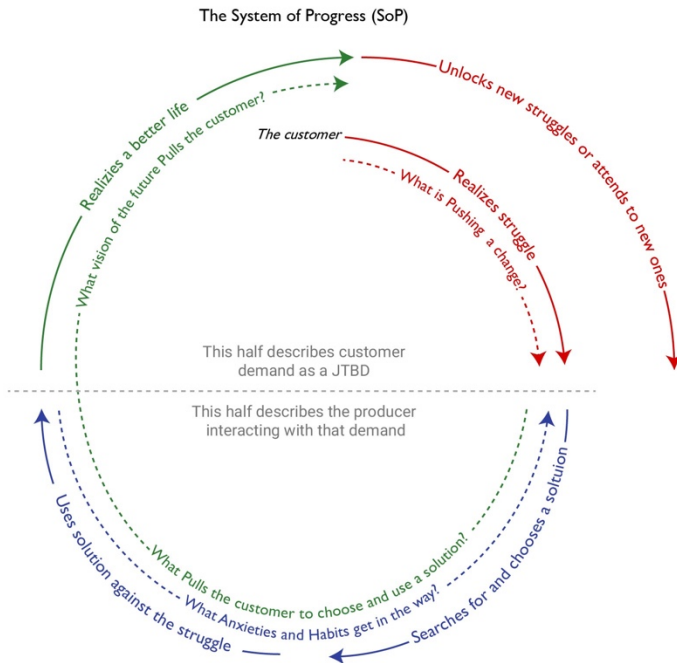 The System of Progress (SoP)
Unlocks new struggles or attends to new ones
Realizies a better life
What vision of the future Pulls the customer?
The customer
Realizes struggle
What is Pushing a change?
This half describes customer
demand as a JTBD
This half describes the producer
interacting with that demand
Uses solution against the struggle
What Pulls the customer to choose and use a solution?
What Anxieties and Habits get in the way?
Searches for and chooses a soltuion